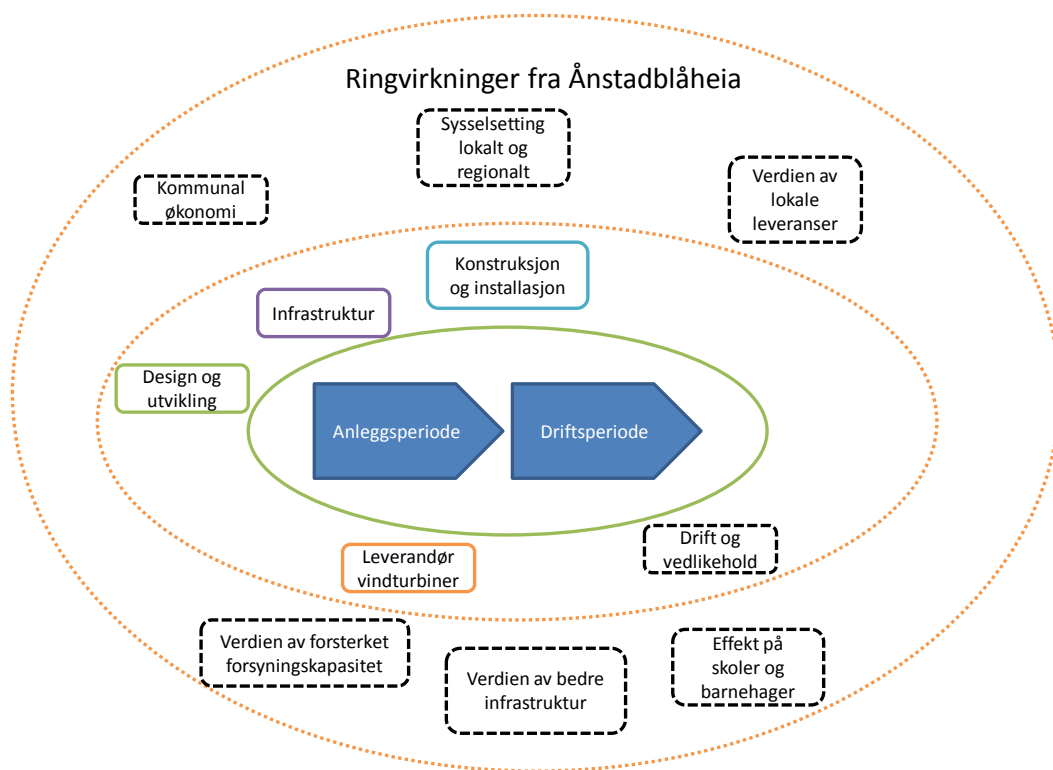 Ringvirkninger fra Ånstadblåheia
Sysselsetting
lokalt og
regionalt
Kommunal
økonomi
Verdien av
lokale
leveranser
Konstruksjon
og installasjon
Infrastruktur
Design og
utvikling
Anleggsperiode
Driftsperiode
Leverandør
vindturbiner
Drift og
vedlikehold
Verdien av forsterket
forsyningskapasitet
Verdien av bedre
infrastruktur
Effekt på
skoler og
barnehager